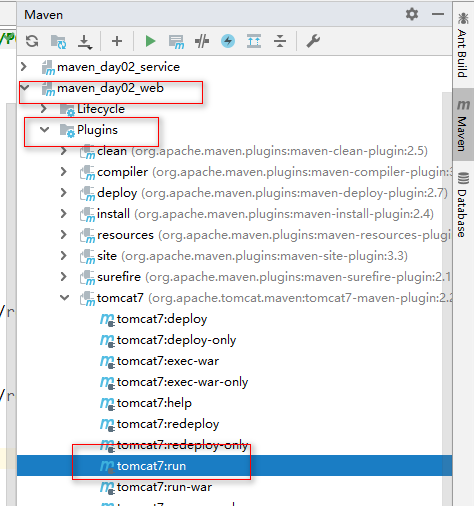 Maven
maven_day02_service
maven_day02_web
Lifecycle
Plugins
clean (org.apache.maven.plugins:maven-clean-plugin:2.5)
compiler (org.apache.maven.plugins:maven-compiler-plugin:3
deploy (org.apache.maven.plugins:maven-deploy-plugin:2.7)
install (org.apache.maven.plugins:maven-install-plugin:2.4)
resources (org.apache.maven.plugins:maven-resources-plugin
site (org.apache.maven.plugins:maven-site-plugin:3.3)
surefire (org.apache.maven.plugins:maven-surefire-plugin:2.1
tomcat7 (org.apache.tomcat.maven:tomcat7-maven-plugin:2.2
tomcat7:deploy
tomcat7:deploy-only
tomcat7:exec-war
tomcat7:exec-war-only
tomcat7:help
tomcat7:redeploy
tomcat7:redeploy-only
tomcat7:run
tomcat7:run-war
Ant Build
Maven
Database